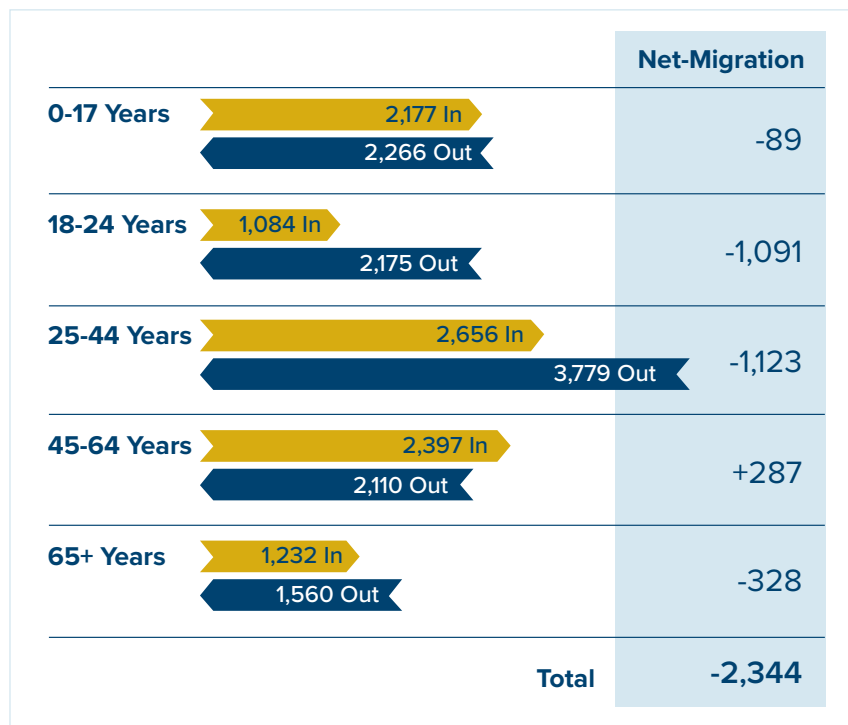 Net-Migration
0-17 Years
2,177 In
2,266 Out
-89
18-24 Years
1,084 In
2,175 Out
-1,091
25-44 Years
2,656 In
3,779 Out
-1,123
45-64 Years
2,397 In
2,110 Out
+287
65+ Years
1,232 In
1,560 Out
-328
Total
-2,344